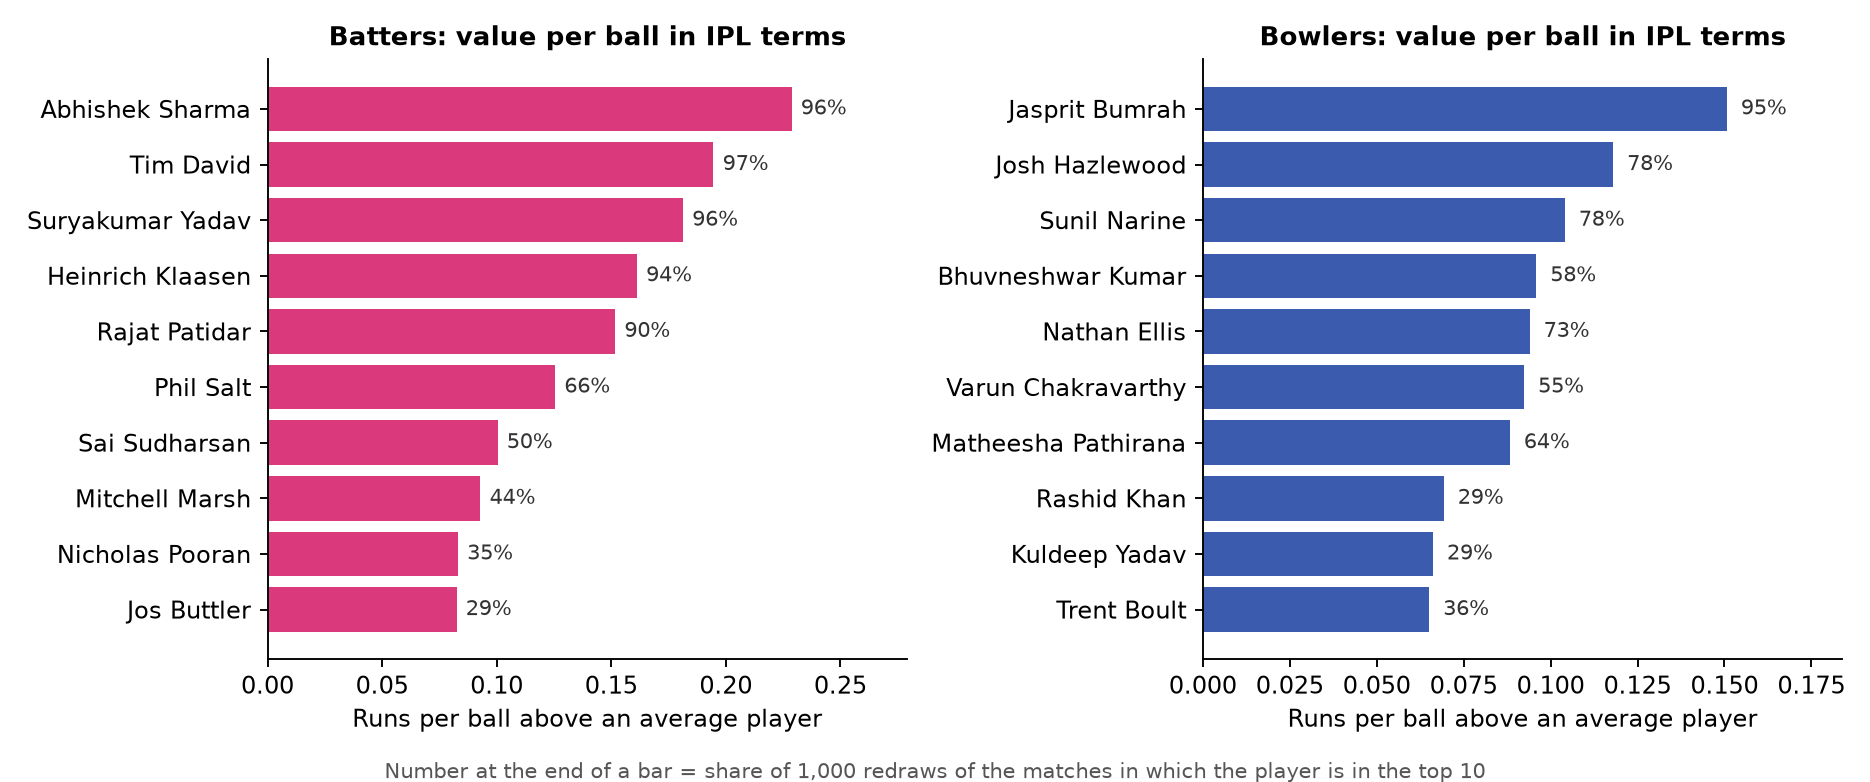 Batters: value per ball in IPL terms
Abhishek Sharma 96%
Tim David 97%
Suryakumar Yadav 96%
Heinrich Klaasen 94%
Rajat Patidar 90%
Phil Salt 66%
Sai Sudharsan 50%
Mitchell Marsh 44%
Nicholas Pooran 35%
Jos Buttler 29%
0.00 0.05 0.10 0.15 0.20 0.25
Runs per ball above an average player
Bowlers: value per ball in IPL terms
Jasprit Bumrah 95%
Josh Hazlewood 78%
Sunil Narine 78%
Bhuvneshwar Kumar 58%
Nathan Ellis 73%
Varun Chakravarthy 55%
Matheesha Pathirana 64%
Rashid Khan 29%
Kuldeep Yadav 29%
Trent Boult 36%
0.000 0.025 0.050 0.075 0.100 0.125 0.150 0.175
Runs per ball above an average player
Number at the end of a bar = share of 1,000 redraws of the matches in which the player is in the top 10